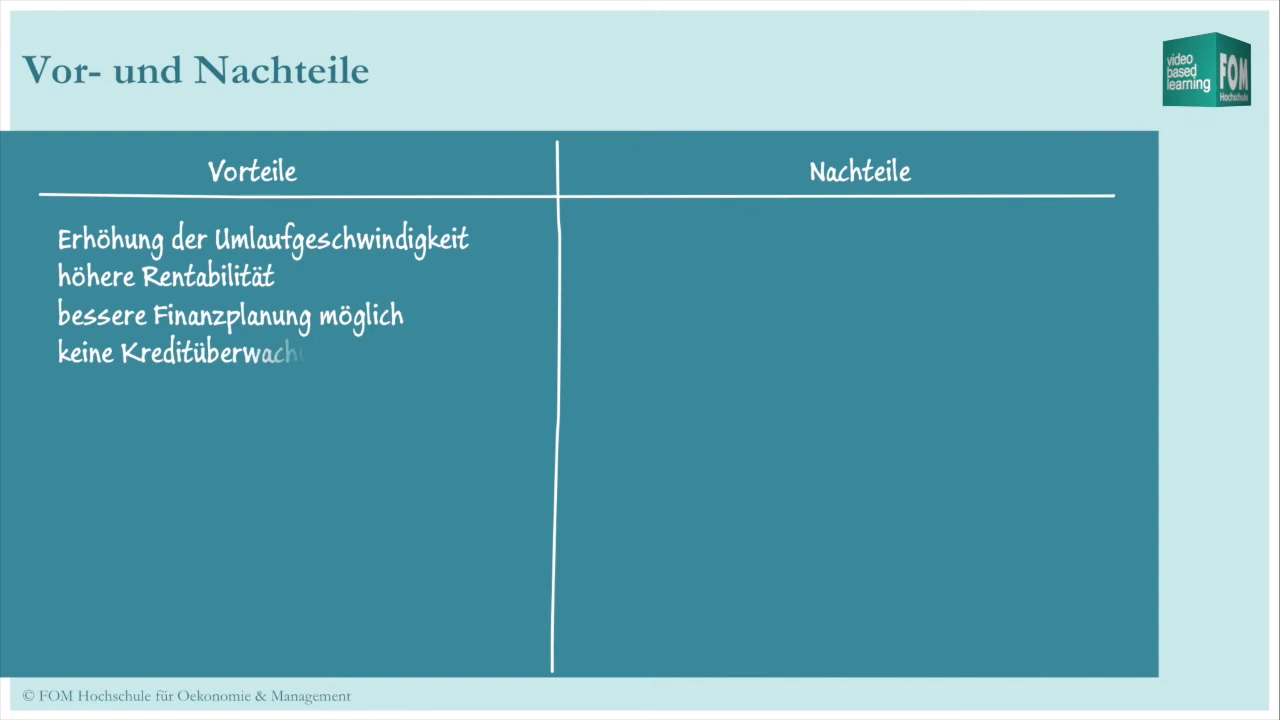 Vor- und Nachteile
video
based
learning
FOM
Hochschule
Vorteile
Nachteile
Erhöhung der Umlaufgeschwindigkeit
höhere Rentabilität
bessere Finanzplanung möglich
keine Kreditüberwach
© FOM Hochschule für Oekonomie & Management